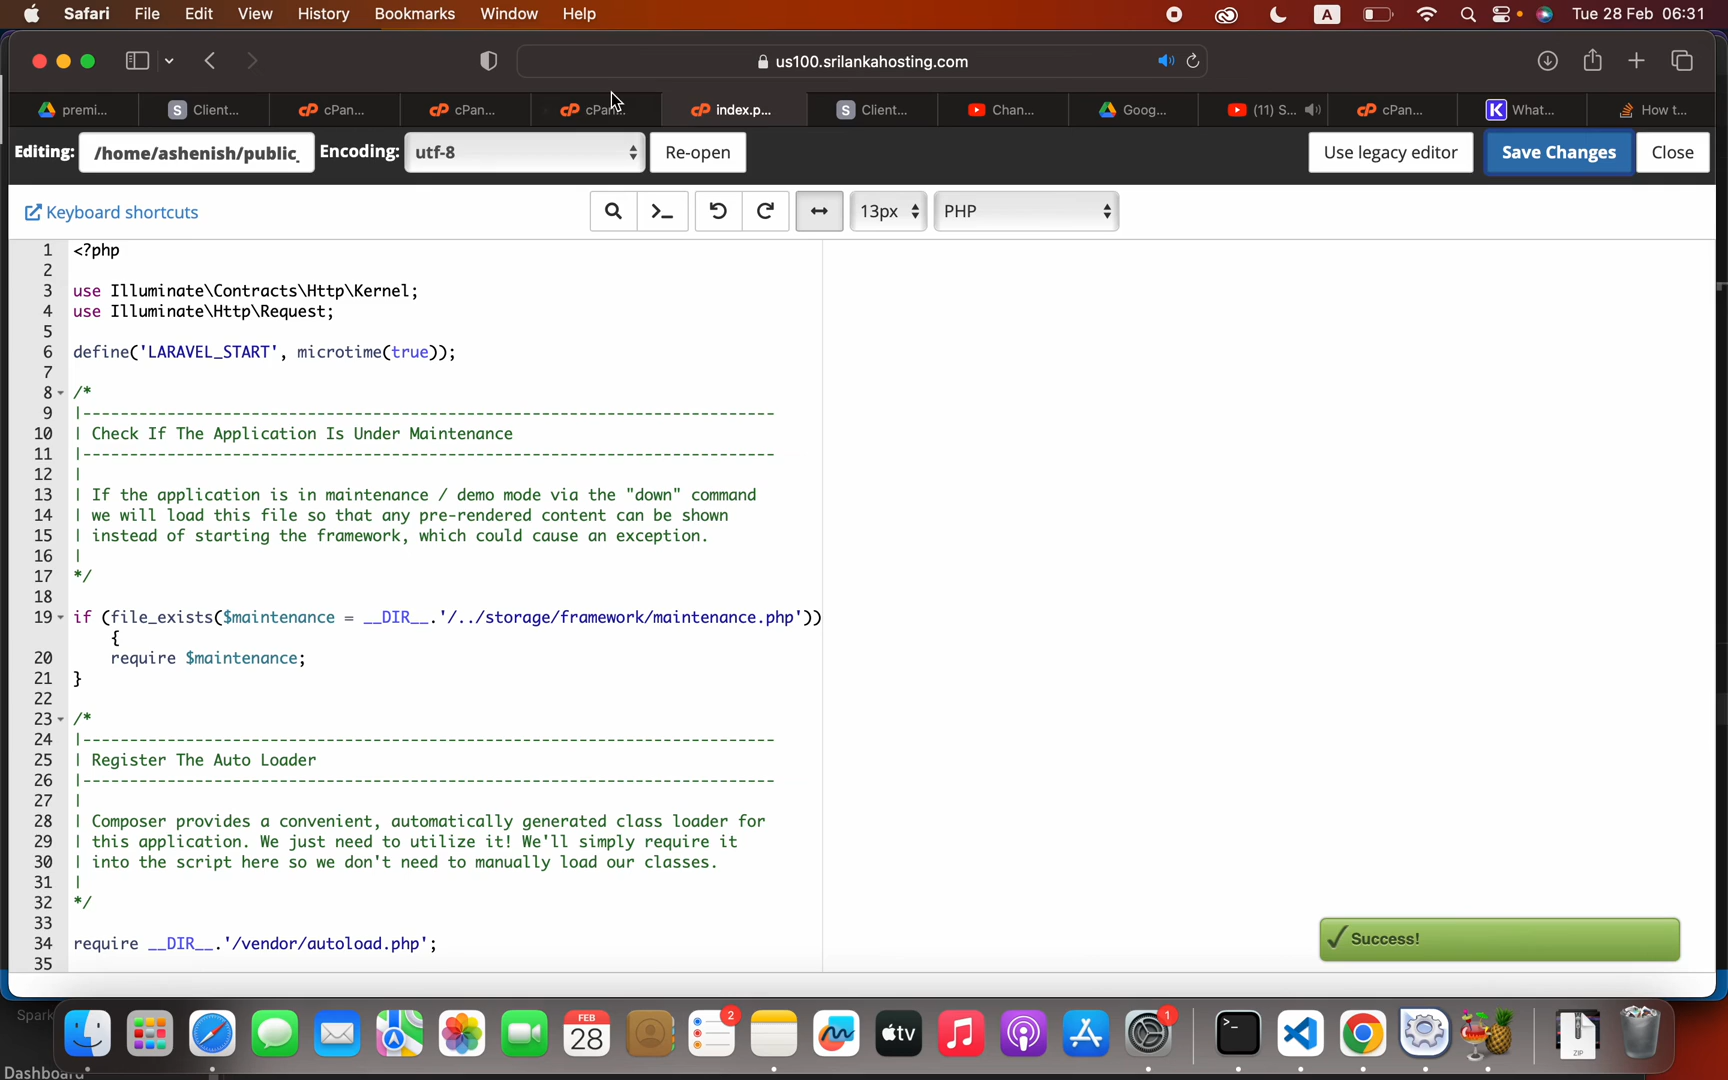 Safari File Edit View History Bookmarks Window Help A Tue 28 Feb 06:31
us100.srilankahosting.com
premi... S Client... cP cPan... cP cPan... cP cPan... cP index.p... S Client... Chan... Goog... (11) S... cP cPan... K What... How t...
Editing: /home/ashenish/public_ Encoding: utf-8 Re-open Use legacy editor Save Changes Close
Keyboard shortcuts >_ 13px PHP
1 <?php
2
3 use Illuminate\Contracts\Http\Kernel;
4 use Illuminate\Http\Request;
5
6 define('LARAVEL_START', microtime(true));
7
8 /*
9 |--------------------------------------------------------------------------
10 | Check If The Application Is Under Maintenance
11 |--------------------------------------------------------------------------
12 |
13 | If the application is in maintenance / demo mode via the "down" command
14 | we will load this file so that any pre-rendered content can be shown
15 | instead of starting the framework, which could cause an exception.
16 |
17 */
18
19 if (file_exists($maintenance = __DIR__.'/../storage/framework/maintenance.php'))
{
20 require $maintenance;
21 }
22
23 /*
24 |--------------------------------------------------------------------------
25 | Register The Auto Loader
26 |--------------------------------------------------------------------------
27 |
28 | Composer provides a convenient, automatically generated class loader for
29 | this application. We just need to utilize it! We'll simply require it
30 | into the script here so we don't need to manually load our classes.
31 |
32 */
33
34 require __DIR__.'/vendor/autoload.php';
35
Success!
Spark
FEB
28
2
tv
1
>_
ZIP
Dashboard